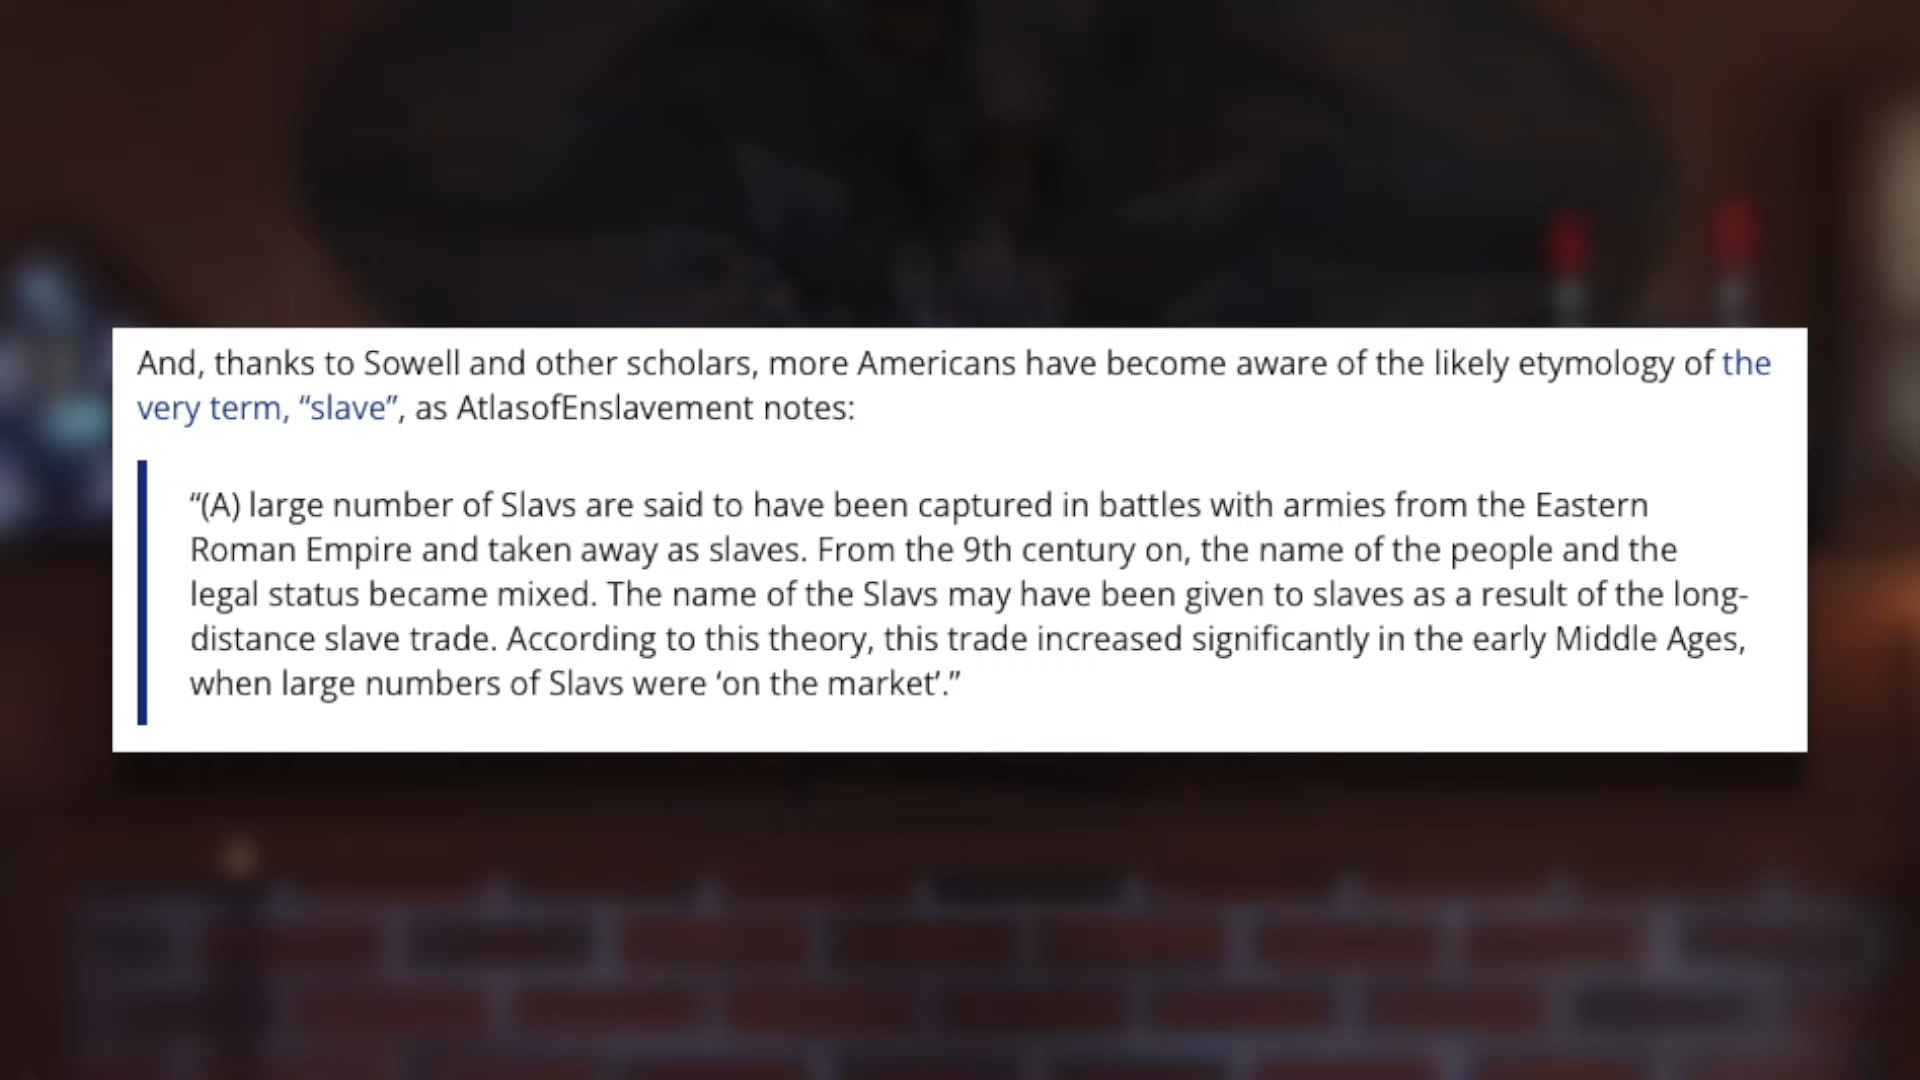 And, thanks to Sowell and other scholars, more Americans have become aware of the likely etymology of the
very term, “slave”, as AtlasofEnslavement notes:
“(A) large number of Slavs are said to have been captured in battles with armies from the Eastern
Roman Empire and taken away as slaves. From the 9th century on, the name of the people and the
legal status became mixed. The name of the Slavs may have been given to slaves as a result of the long-
distance slave trade. According to this theory, this trade increased significantly in the early Middle Ages,
when large numbers of Slavs were ‘on the market’.”